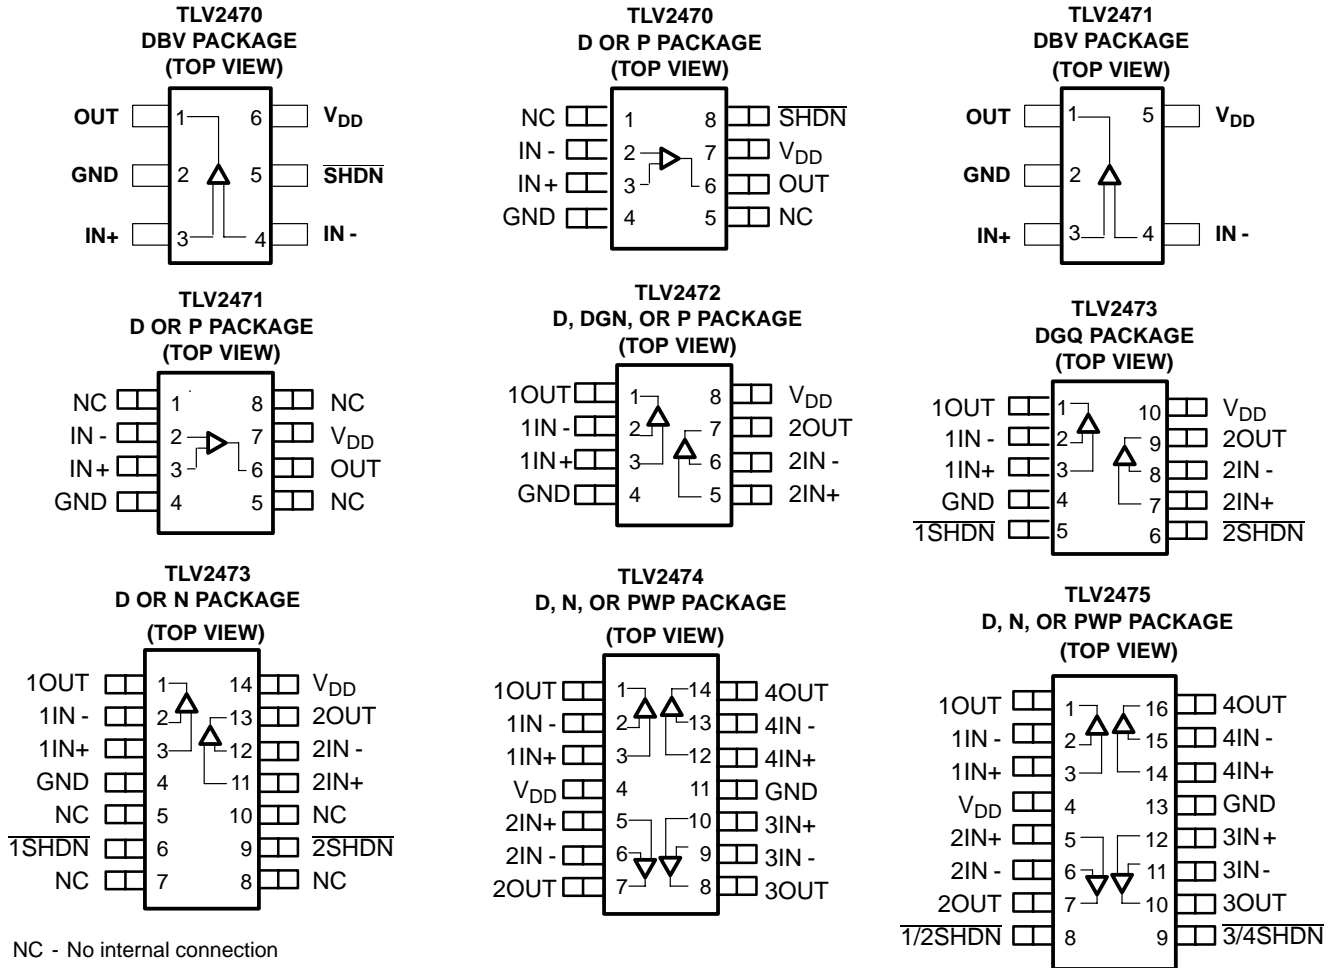 TLV2470
DBV PACKAGE
(TOP VIEW)
OUT 1 6 VDD
GND 2 5 SHDN
IN+ 3 4 IN -
TLV2470
D OR P PACKAGE
(TOP VIEW)
NC 1 8 SHDN
IN - 2 7 VDD
IN+ 3 6 OUT
GND 4 5 NC
TLV2471
DBV PACKAGE
(TOP VIEW)
OUT 1 5 VDD
GND 2
IN+ 3 4 IN -
TLV2471
D OR P PACKAGE
(TOP VIEW)
NC 1 8 NC
IN - 2 7 VDD
IN+ 3 6 OUT
GND 4 5 NC
TLV2472
D, DGN, OR P PACKAGE
(TOP VIEW)
1OUT 1 8 VDD
1IN - 2 7 2OUT
1IN+ 3 6 2IN -
GND 4 5 2IN+
TLV2473
DGQ PACKAGE
(TOP VIEW)
1OUT 1 10 VDD
1IN - 2 9 2OUT
1IN+ 3 8 2IN -
GND 4 7 2IN+
1SHDN 5 6 2SHDN
TLV2473
D OR N PACKAGE
(TOP VIEW)
1OUT 1 14 VDD
1IN - 2 13 2OUT
1IN+ 3 12 2IN -
GND 4 11 2IN+
NC 5 10 NC
1SHDN 6 9 2SHDN
NC 7 8 NC
TLV2474
D, N, OR PWP PACKAGE
(TOP VIEW)
1OUT 1 14 4OUT
1IN - 2 13 4IN -
1IN+ 3 12 4IN+
VDD 4 11 GND
2IN+ 5 10 3IN+
2IN - 6 9 3IN -
2OUT 7 8 3OUT
TLV2475
D, N, OR PWP PACKAGE
(TOP VIEW)
1OUT 1 16 4OUT
1IN - 2 15 4IN -
1IN+ 3 14 4IN+
VDD 4 13 GND
2IN+ 5 12 3IN+
2IN - 6 11 3IN-
2OUT 7 10 3OUT
1/2SHDN 8 9 3/4SHDN
NC - No internal connection